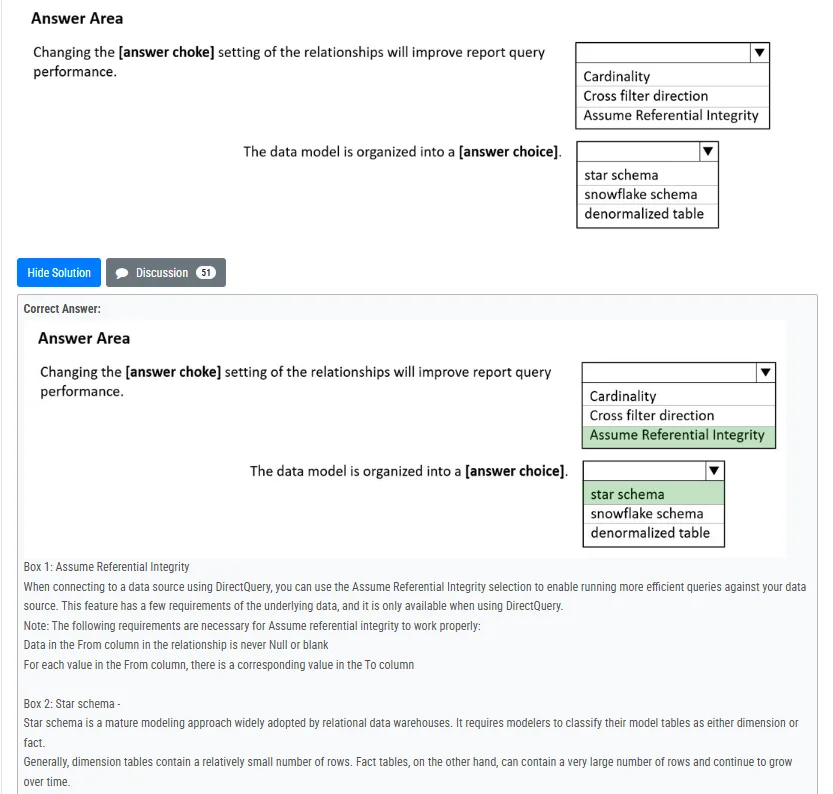 Answer Area
Changing the [answer choke] setting of the relationships will improve report query
performance.
Cardinality
Cross filter direction
Assume Referential Integrity
The data model is organized into a [answer choice].
star schema
snowflake schema
denormalized table
Hide Solution
Discussion 51
Correct Answer:
Answer Area
Changing the [answer choke] setting of the relationships will improve report query
performance.
Cardinality
Cross filter direction
Assume Referential Integrity
The data model is organized into a [answer choice].
star schema
snowflake schema
denormalized table
Box 1: Assume Referential Integrity
When connecting to a data source using DirectQuery, you can use the Assume Referential Integrity selection to enable running more efficient queries against your data
source. This feature has a few requirements of the underlying data, and it is only available when using DirectQuery.
Note: The following requirements are necessary for Assume referential integrity to work properly:
Data in the From column in the relationship is never Null or blank
For each value in the From column, there is a corresponding value in the To column
Box 2: Star schema -
Star schema is a mature modeling approach widely adopted by relational data warehouses. It requires modelers to classify their model tables as either dimension or
fact.
Generally, dimension tables contain a relatively small number of rows. Fact tables, on the other hand, can contain a very large number of rows and continue to grow
over time.